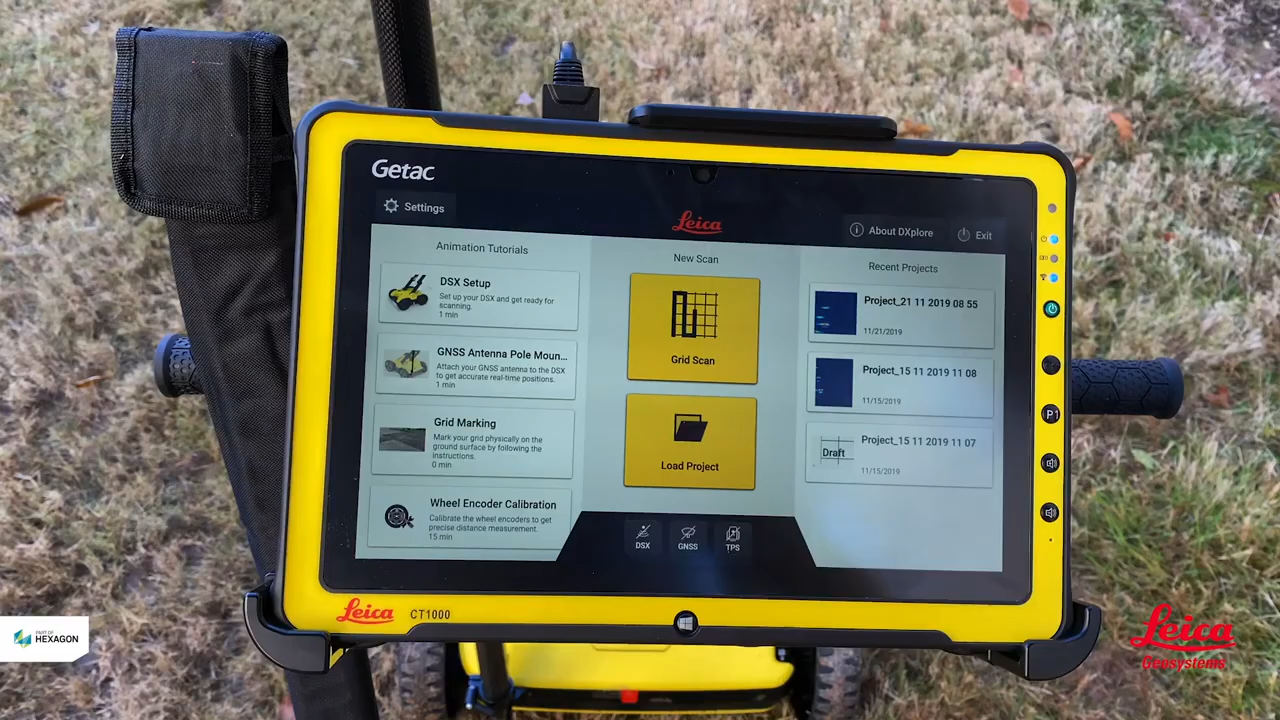 Getac
Settings
Leica
About DXplore
Exit
Animation Tutorials
DSX Setup
Set up your DSX and get ready for
scanning.
1 min
GNSS Antenna Pole Moun...
Attach your GNSS antenna to the DSX
to get accurate real-time positions.
1 min
Grid Marking
Mark your grid physically on the
ground surface by following the
instructions.
0 min
Wheel Encoder Calibration
Calibrate the wheel encoders to get
precise distance measurement.
15 min
New Scan
Grid Scan
Load Project
DSX
GNSS
TPS
Recent Projects
Project_21 11 2019 08 55
11/21/2019
Project_15 11 2019 11 08
11/15/2019
Draft
Project_15 11 2019 11 07
11/15/2019
P1
Leica
CT1000
PART OF
HEXAGON
Leica
Geosystems